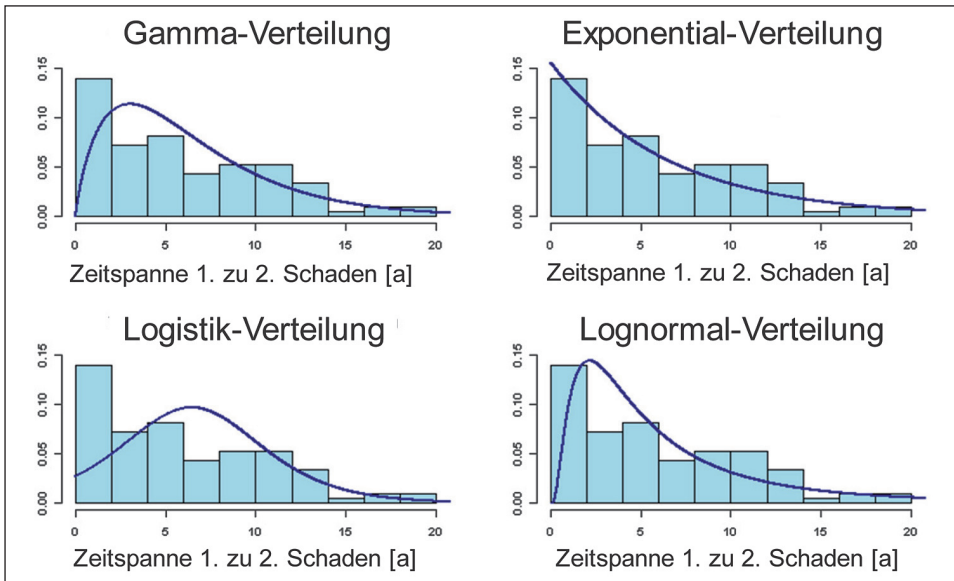 Gamma-Verteilung
0.15
0.10
0.05
0.00
0 5 10 15 20
Zeitspanne 1. zu 2. Schaden [a]
Exponential-Verteilung
0.15
0.10
0.05
0.00
0 5 10 15 20
Zeitspanne 1. zu 2. Schaden [a]
Logistik-Verteilung
0.15
0.10
0.05
0.00
0 5 10 15 20
Zeitspanne 1. zu 2. Schaden [a]
Lognormal-Verteilung
0.15
0.10
0.05
0.00
0 5 10 15 20
Zeitspanne 1. zu 2. Schaden [a]